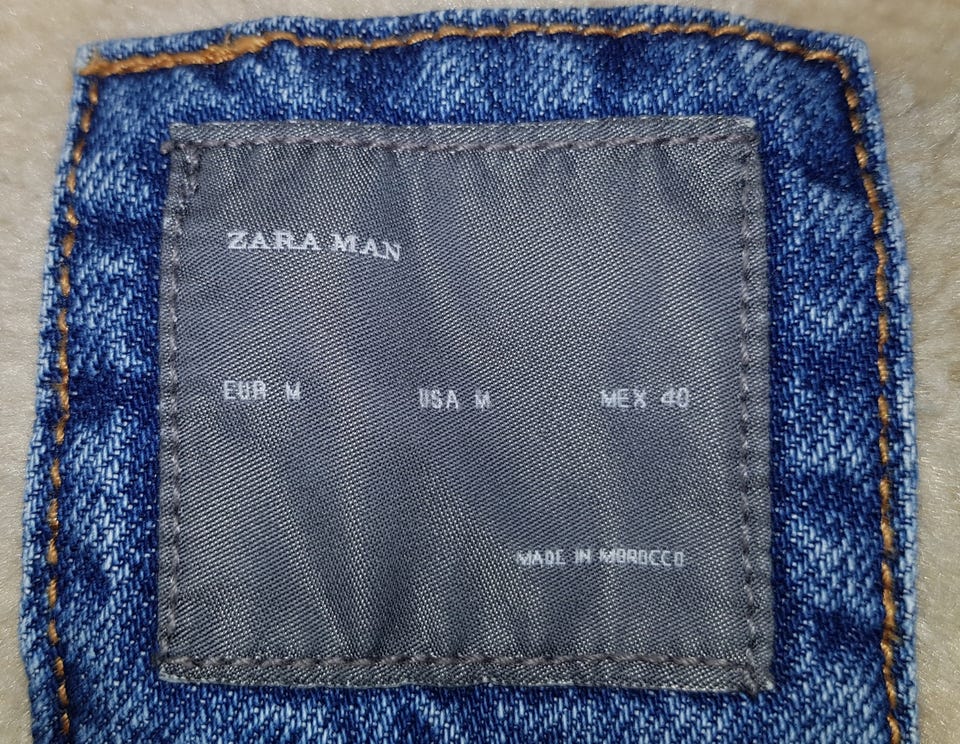 ZARA MAN
EUR M USA M MEX 40
MADE IN MOROCCO